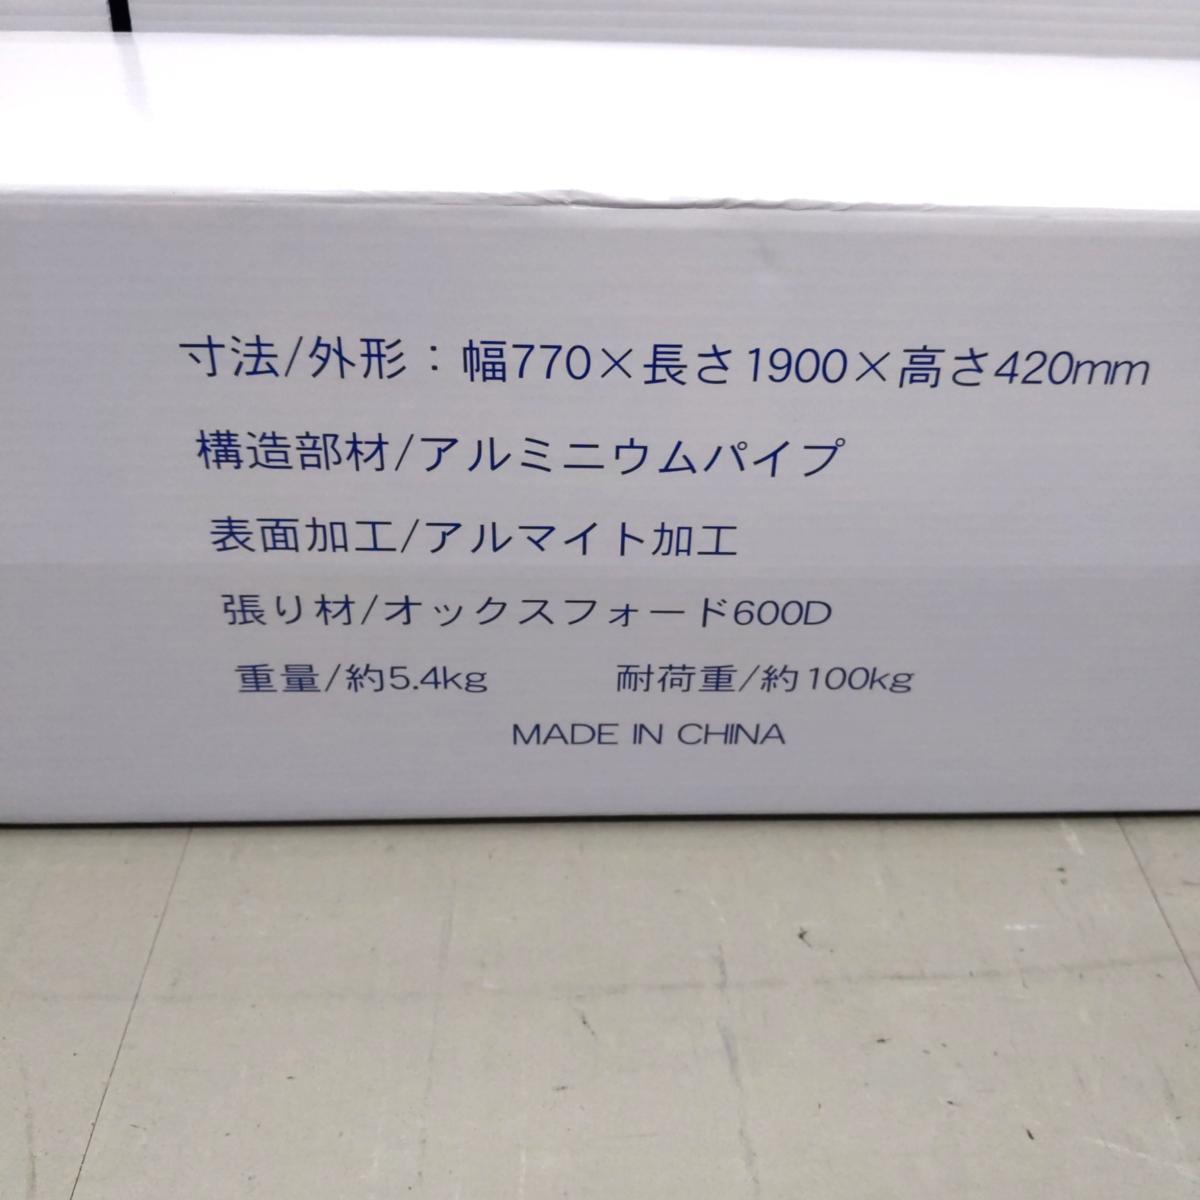 寸法/外形：幅770×長さ1900×高さ420mm
構造部材/アルミニウムパイプ
表面加工/アルマイト加工
張り材/オックスフォード600D
重量/約5.4kg 耐荷重/約100kg
MADE IN CHINA